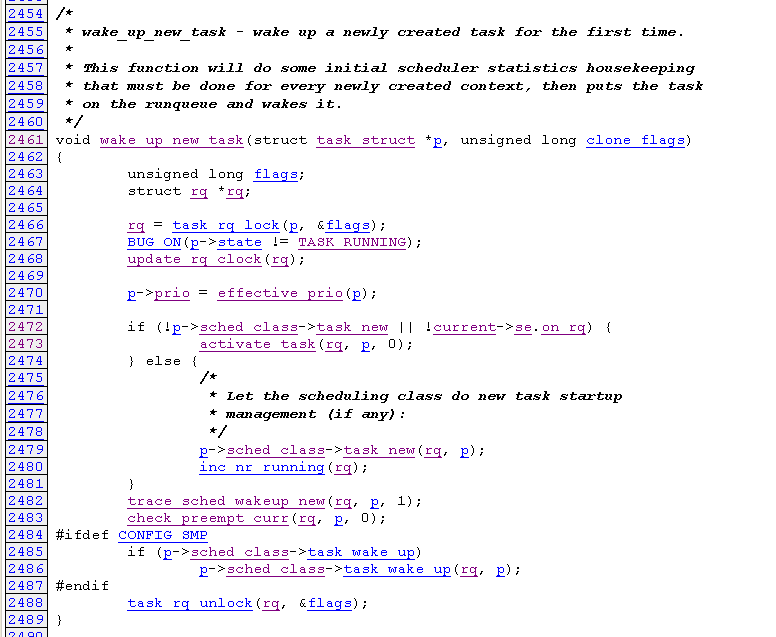 2454 /*
2455  * wake_up_new_task - wake up a newly created task for the first time.
2456  *
2457  * This function will do some initial scheduler statistics housekeeping
2458  * that must be done for every newly created context, then puts the task
2459  * on the runqueue and wakes it.
2460  */
2461 void wake_up_new_task(struct task_struct *p, unsigned long clone_flags)
2462 {
2463         unsigned long flags;
2464         struct rq *rq;
2465
2466         rq = task_rq_lock(p, &flags);
2467         BUG_ON(p->state != TASK_RUNNING);
2468         update_rq_clock(rq);
2469
2470         p->prio = effective_prio(p);
2471
2472         if (!p->sched_class->task_new || !current->se.on_rq) {
2473                 activate_task(rq, p, 0);
2474         } else {
2475                 /*
2476                  * Let the scheduling class do new task startup
2477                  * management (if any):
2478                  */
2479                 p->sched_class->task_new(rq, p);
2480                 inc_nr_running(rq);
2481         }
2482         trace_sched_wakeup_new(rq, p, 1);
2483         check_preempt_curr(rq, p, 0);
2484 #ifdef CONFIG_SMP
2485         if (p->sched_class->task_wake_up)
2486                 p->sched_class->task_wake_up(rq, p);
2487 #endif
2488         task_rq_unlock(rq, &flags);
2489 }